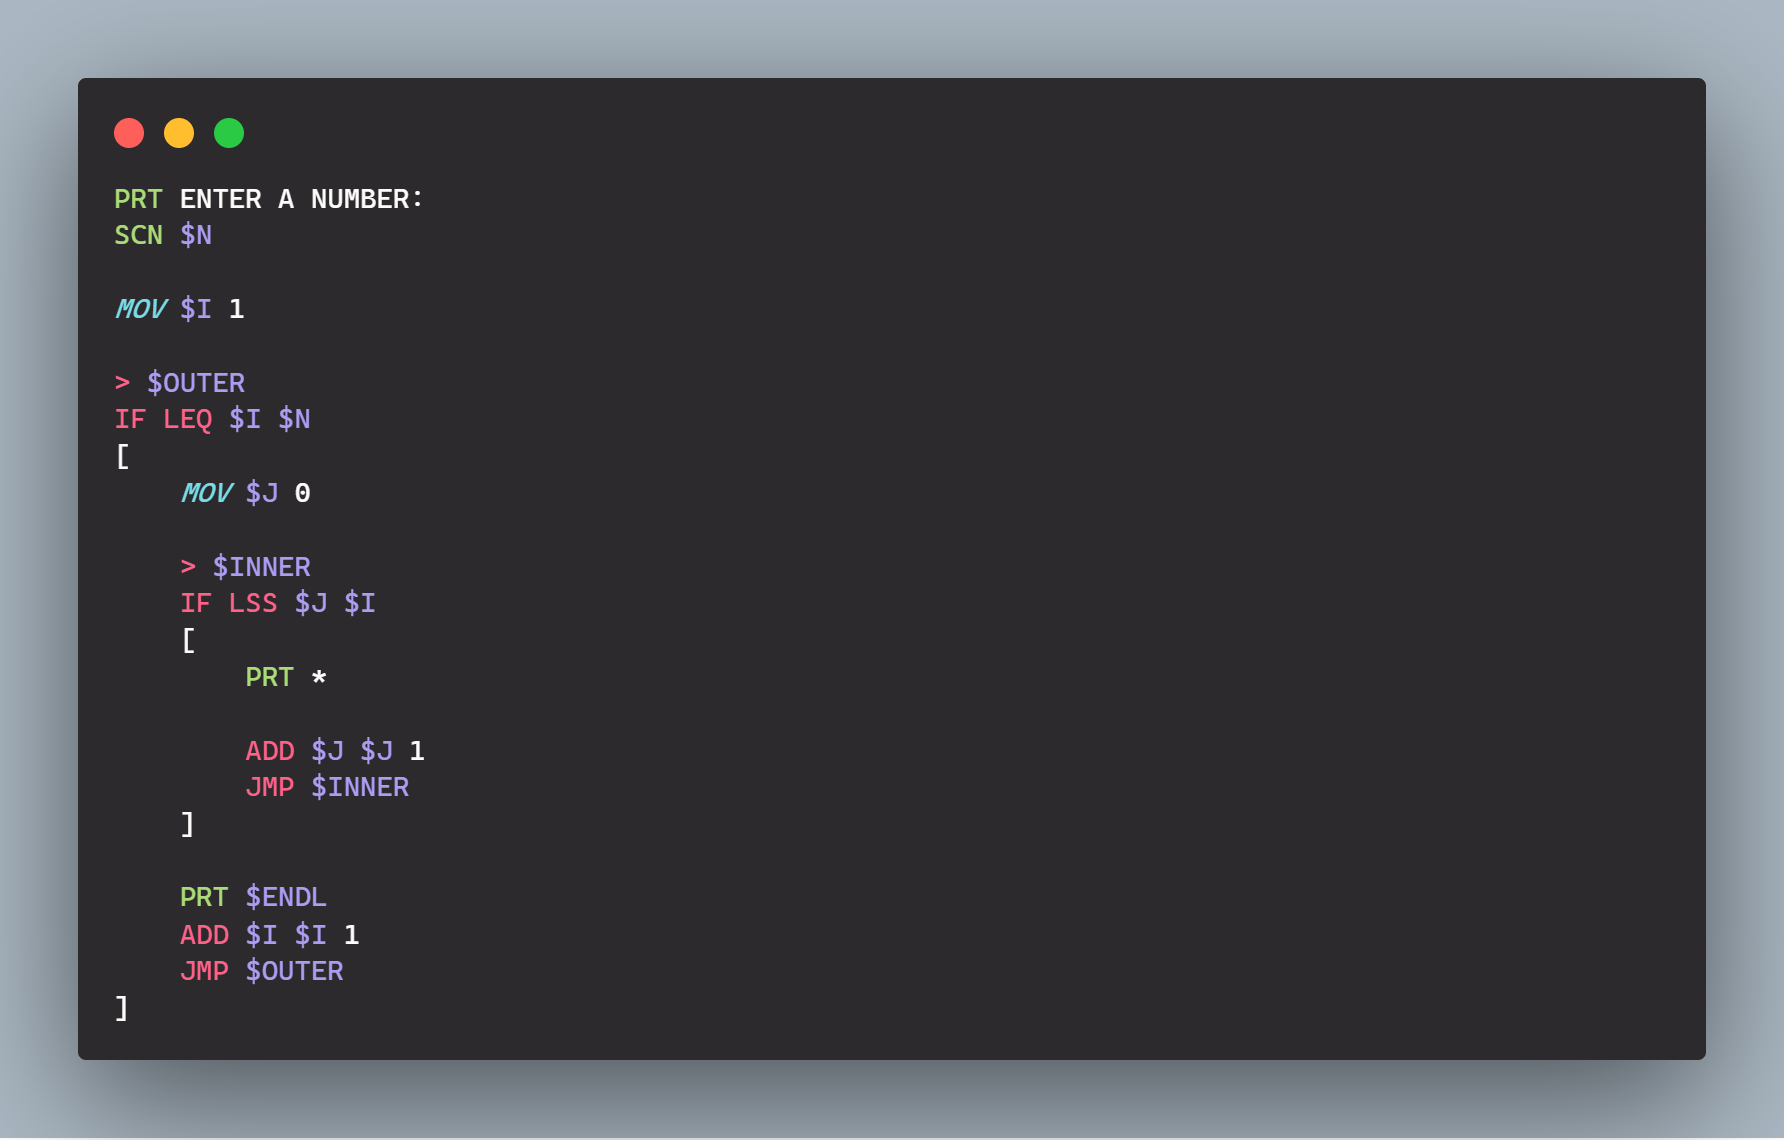 PRT ENTER A NUMBER:
SCN $N
MOV $I 1
> $OUTER
IF LEQ $I $N
[
    MOV $J 0
    > $INNER
    IF LSS $J $I
    [
        PRT *
        ADD $J $J 1
        JMP $INNER
    ]
    PRT $ENDL
    ADD $I $I 1
    JMP $OUTER
]